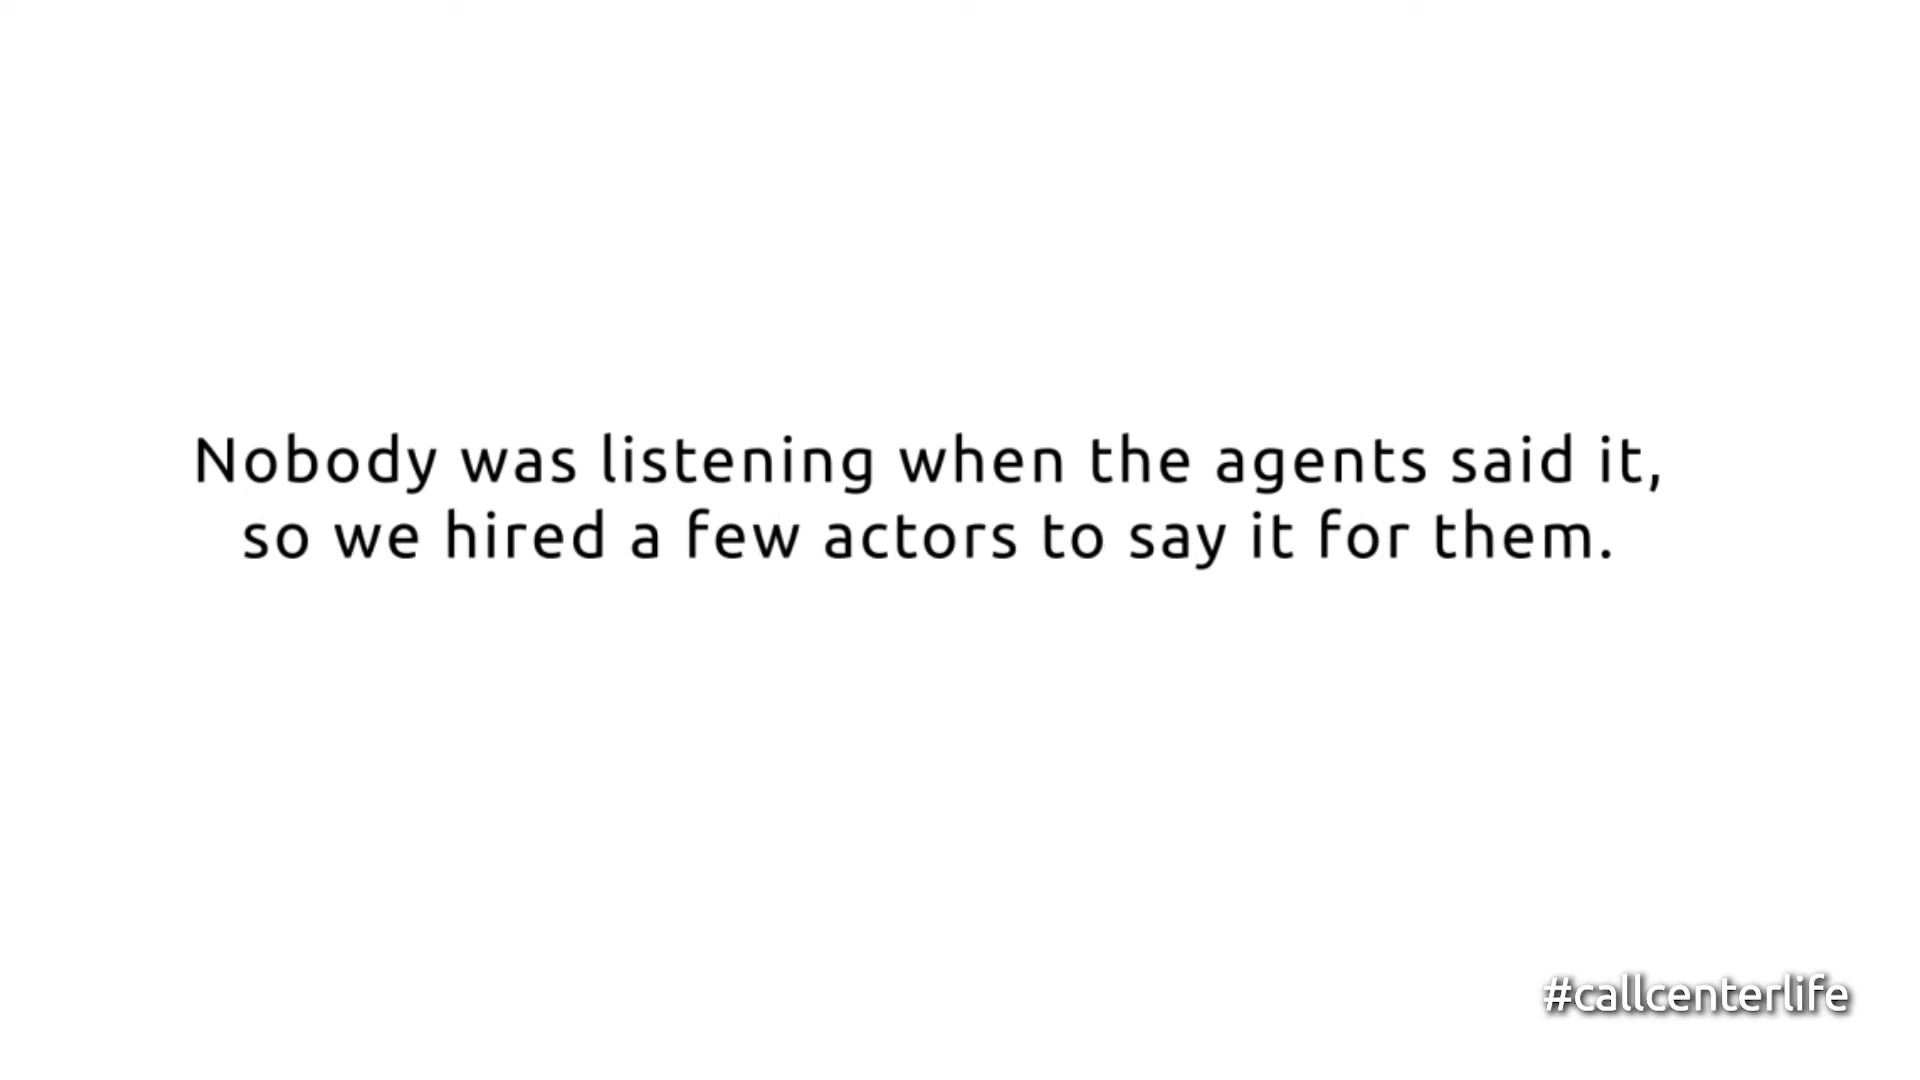 Nobody was listening when the agents said it,
so we hired a few actors to say it for them.
#callcenterlife